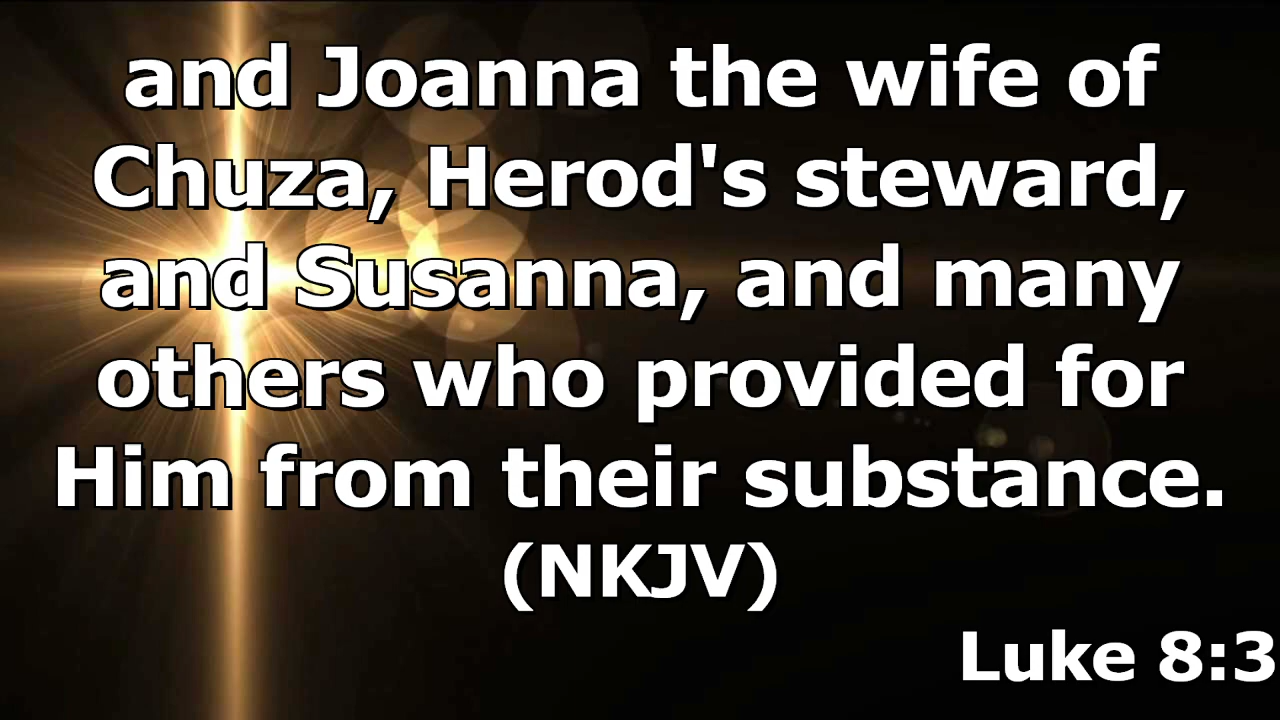 and Joanna the wife of
Chuza, Herod's steward,
and Susanna, and many
others who provided for
Him from their substance.
(NKJV)
Luke 8:3